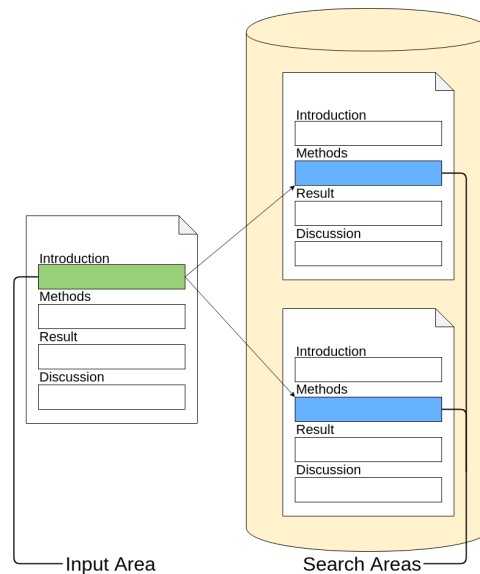 Introduction
Methods
Result
Discussion
Introduction
Methods
Result
Discussion
Introduction
Methods
Result
Discussion
Input Area
Search Areas